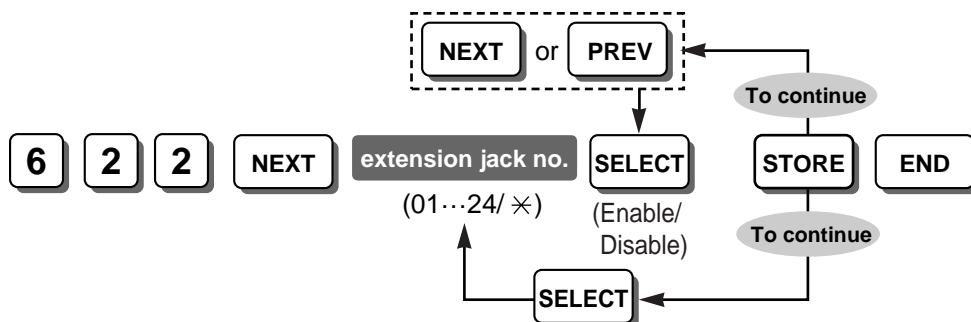 NEXT or PREV
To continue
6 2 2 NEXT extension jack no. SELECT STORE END
(01···24/ ✳) (Enable/
Disable)
To continue
SELECT